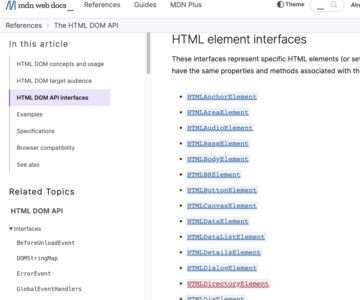 mdn web docs_
References
Guides
MDN Plus
Theme
References
The HTML DOM API
In this article
HTML DOM concepts and usage
HTML DOM target audience
HTML DOM API interfaces
Examples
Specifications
Browser compatibility
See also
Related Topics
HTML DOM API
Interfaces
BeforeUnloadEvent
DOMStringMap
ErrorEvent
GlobalEventHandlers
HTML element interfaces
These interfaces represent specific HTML elements (or se
have the same properties and methods associated with th
HTMLAnchorElement
HTMLAreaElement
HTMLAudioElement
HTMLBaseElement
HTMLBodyElement
HTMLBRElement
HTMLButtonElement
HTMLCanvasElement
HTMLDataElement
HTMLDataListElement
HTMLDetailsElement
HTMLDialogElement
HTMLDirectoryElement
HTMLDivElement